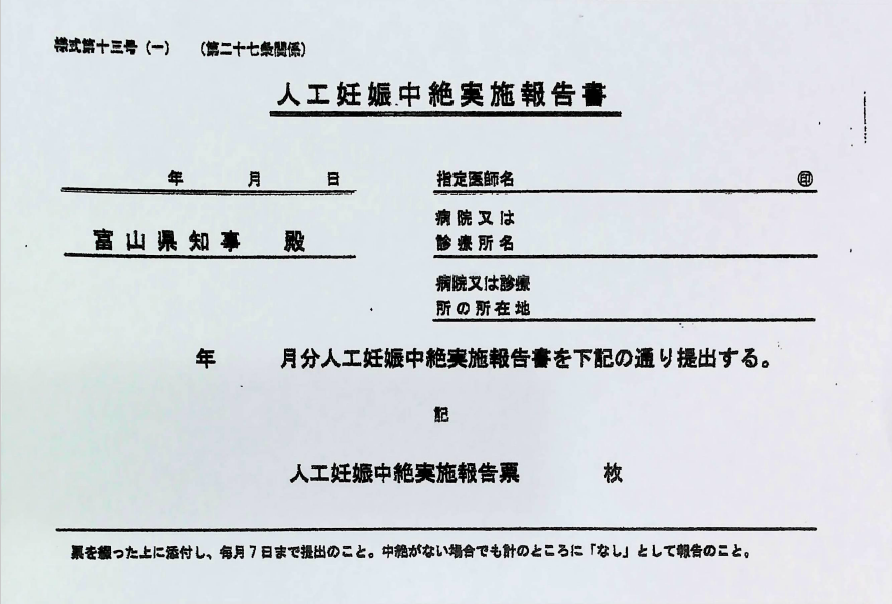 様式第十三号（一）　（第二十七条関係）
人工妊娠中絶実施報告書
年　月　日
指定医師名　㊞
富山県知事　殿
病院又は
診療所名
病院又は診療
所の所在地
年　月分人工妊娠中絶実施報告書を下記の通り提出する。
記
人工妊娠中絶実施報告票　枚
票を綴った上に添付し、毎月7日まで提出のこと。中絶がない場合でも計のところに「なし」として報告のこと。